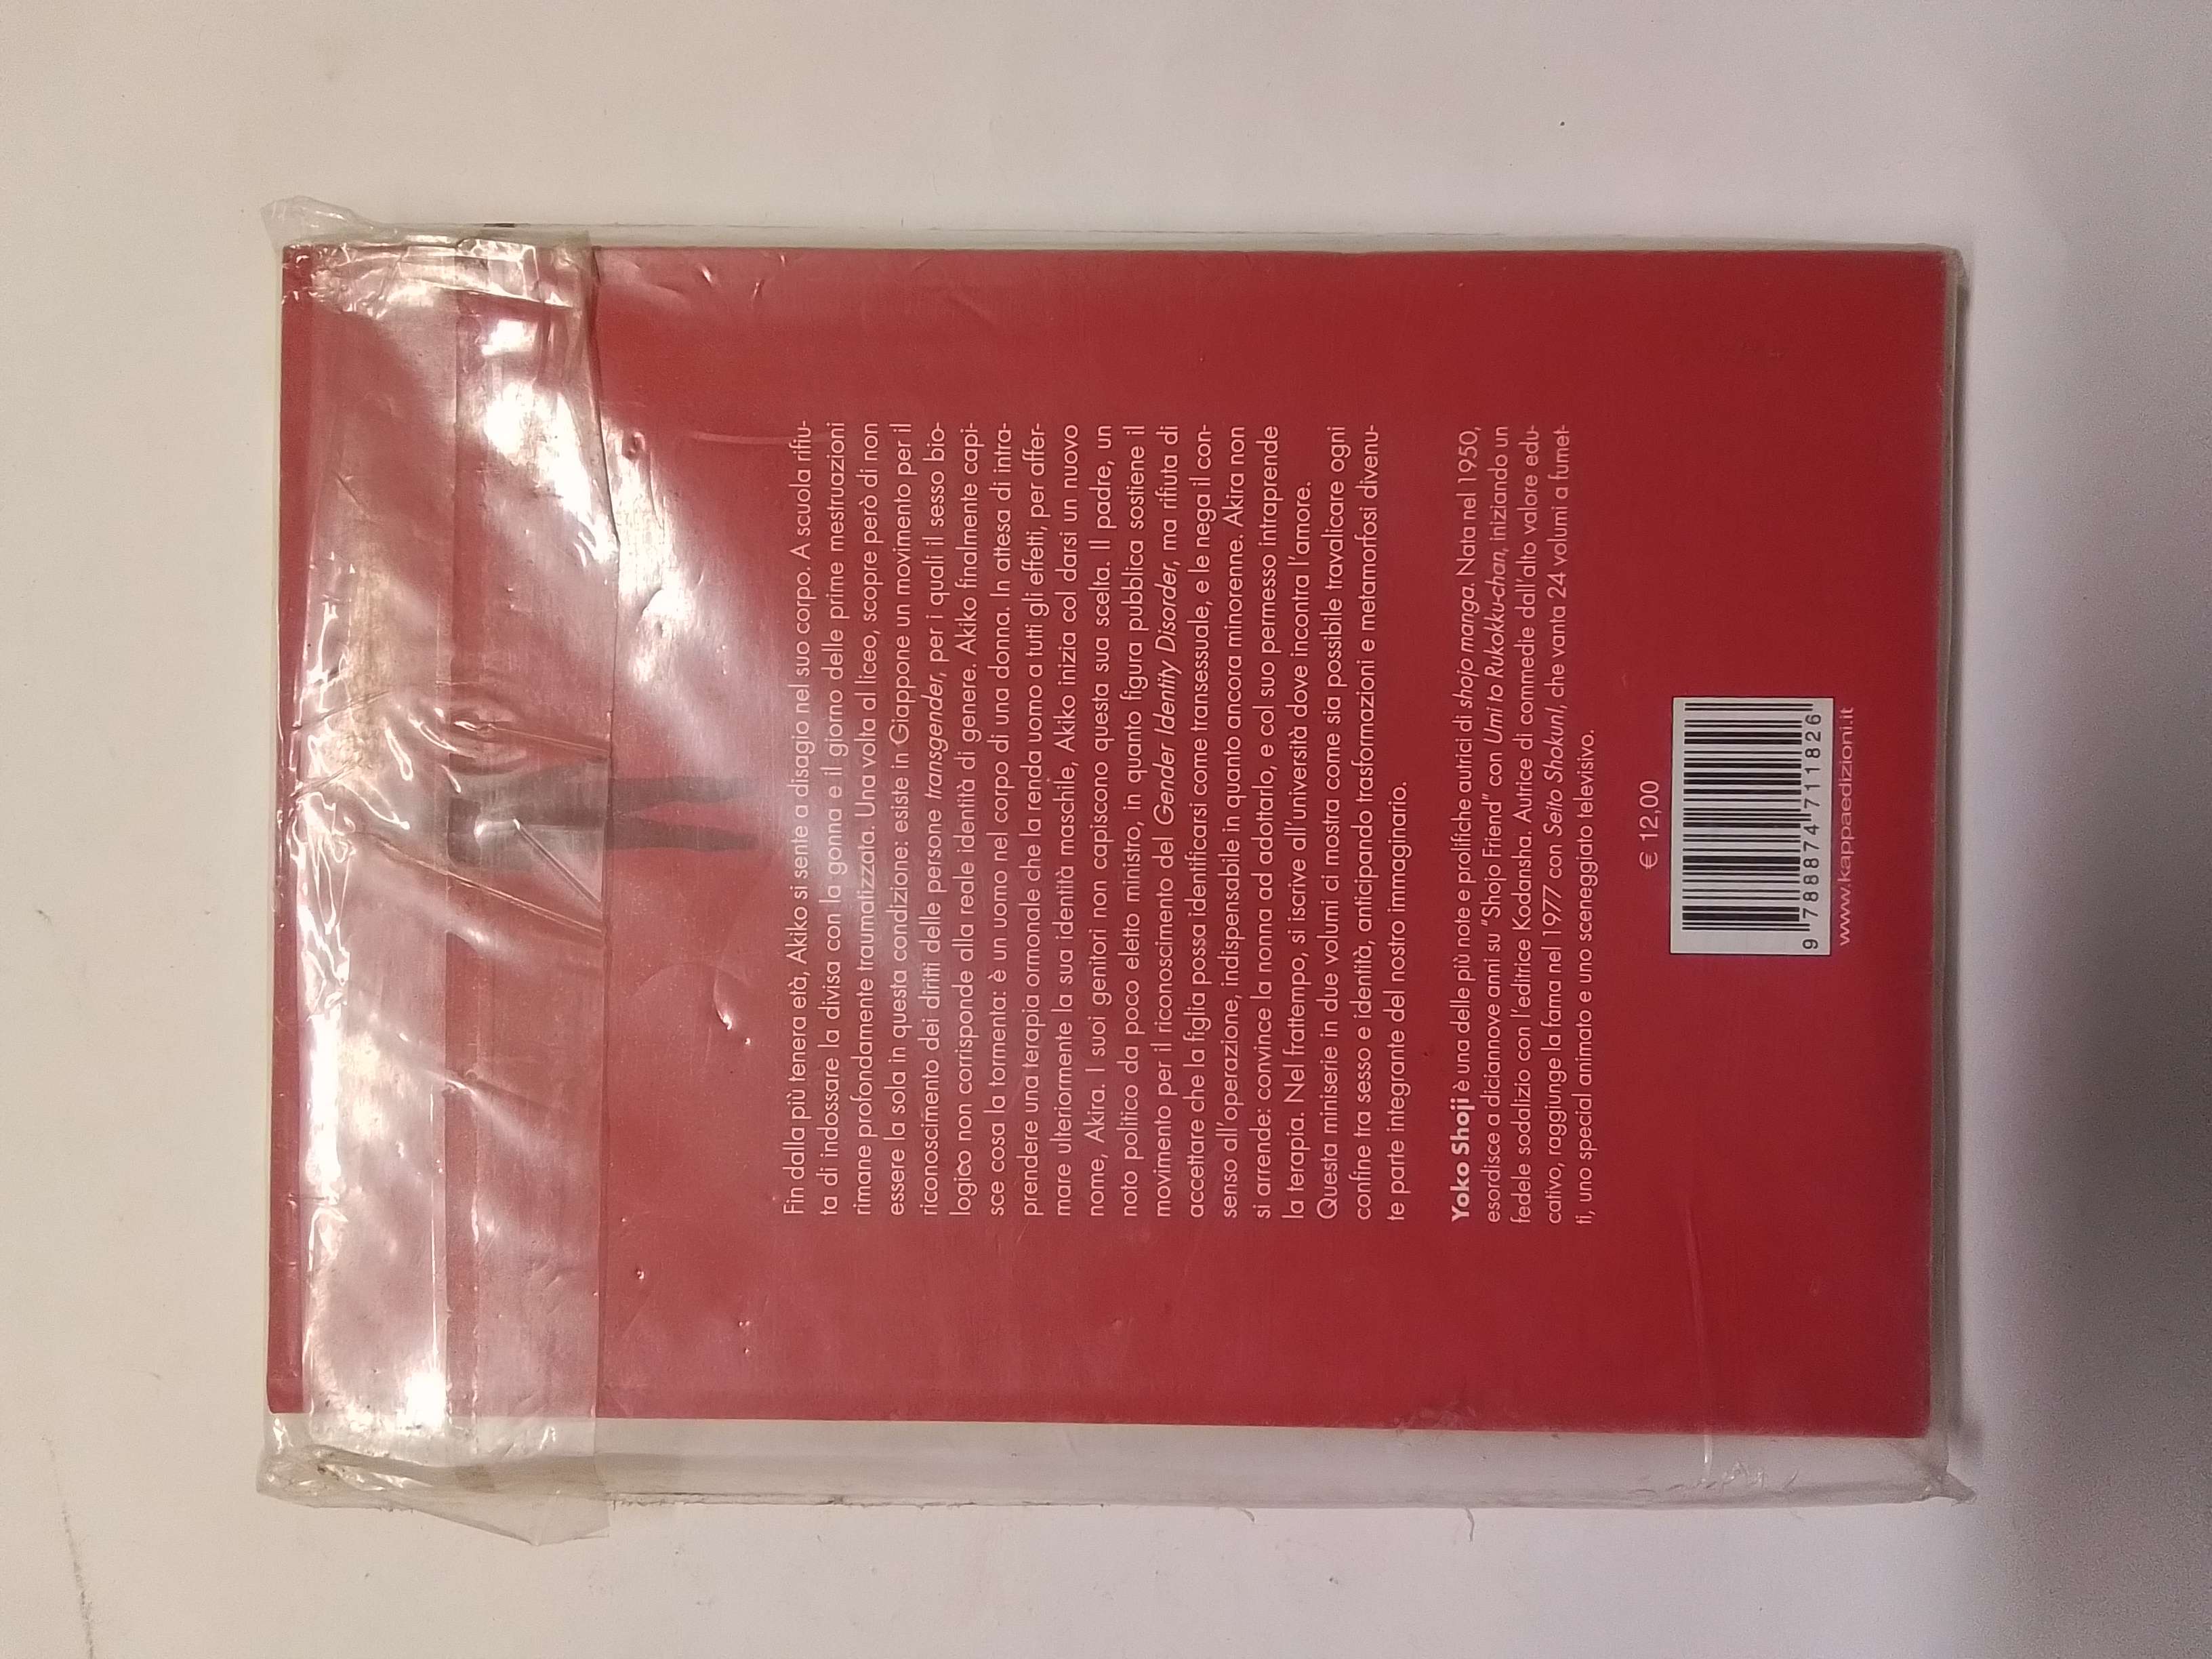 Fin dalla più tenera età, Akiko si sente a disagio nel suo corpo. A scuola rifiu-
ta di indossare la divisa con la gonna e il giorno delle prime nestruazioni
rimane profondamente traumatizzata. Una volta al liceo, scopre però di non
essere la sola in questa condizione: esiste in Giappone un movimento per il
riconoscimento dei diritti delle persone transgender, per i quali il sesso bio-
logico non corrisponde alla reale identità di genere. Akiko finalmente capi-
sce cosa la tormenta: è un uomo nel corpo di una donna. In attesa di intra-
prendere una terapia ormonale che la renda uomo a tutti gli effetti, per affer-
mare ulteriormente la sua identità maschile, Akiko inizia col darsi un nuovo
nome, Akira. I suoi genitori non capiscono questa sua scelta. Il padre, un
noto politico da poco eletto ministro, in quanto figura pubblica sostiene il
movimento per il riconoscimento del Gender Identity Disorder, ma rifiuta di
accettare che la figlia possa identificarsi come transessuale, e le nega il con-
senso all'operazione, indispensabile in quanto ancora minorenne. Akira non
si arrende: convince la nonna ad adottarlo, e col suo permesso intraprende
la terapia. Nel frattempo, si iscrive all'università dove incontra l'amore.
Questa miniserie in due volumi ci mostra come sia possibile travalicare ogni
confine tra sesso e identità, anticipando trasformazioni e metamorfosi divenu-
te parte integrante del nostro immaginario.
Yoko Shoji è una delle più note e prolifiche autrici di shojo manga. Nata nel 1950,
esordisce a diciannove anni su "Shojo Friend" con Umi to Rukokku-chan, iniziando un
fedele sodalizio con l'editrice Kodansha. Autrice di commedie dall'alto valore edu-
cativo, raggiunge la fama nel 1977 con Seito Shokun!, che vanta 24 volumi a fumet-
ti, uno special animato e uno sceneggiato televisivo.
€ 12,00
9 788874 711826
www.kappaedizioni.it